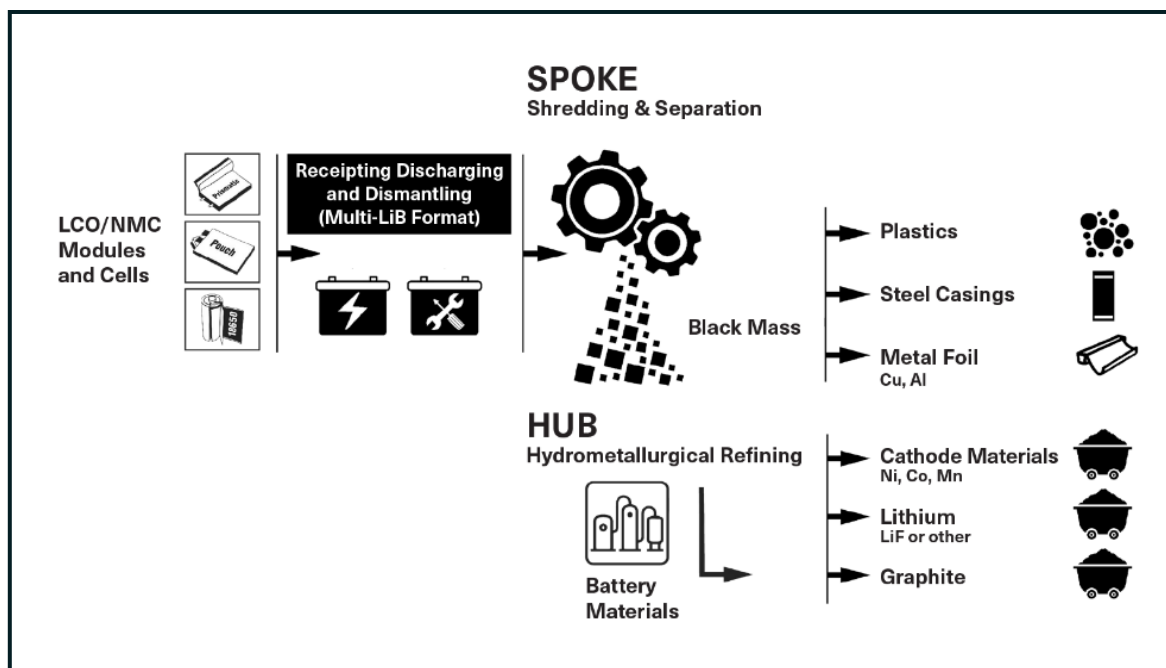 SPOKE
Shredding & Separation
LCO/NMC
Modules
and Cells
Prismatic
Pouch
18650
Receipting Discharging
and Dismantling
(Multi-LiB Format)
Black Mass
Plastics
Steel Casings
Metal Foil
Cu, Al
HUB
Hydrometallurgical Refining
Battery
Materials
Cathode Materials
Ni, Co, Mn
Lithium
LiF or other
Graphite